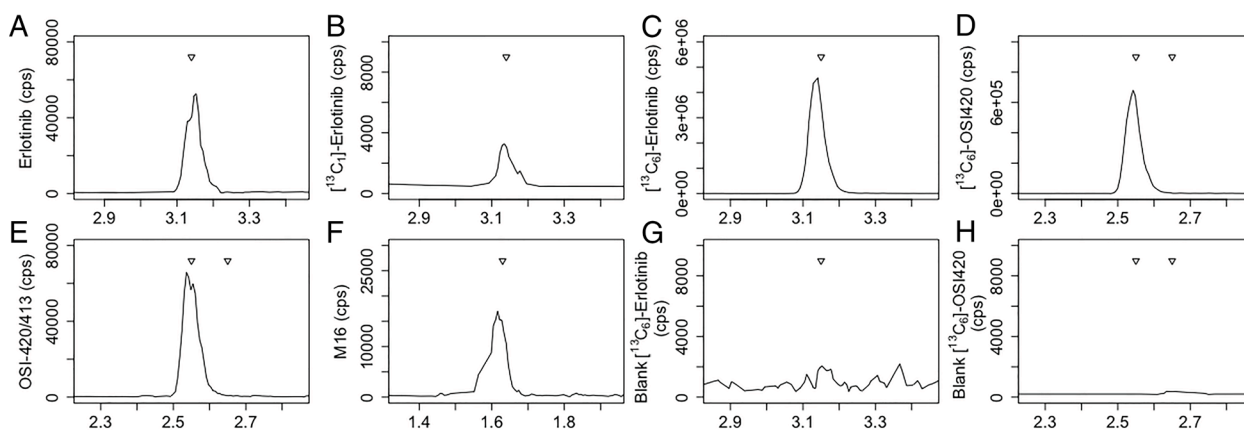 A
Erlotinib (cps)
80000
40000
0
2.9 3.1 3.3
B
[¹³C₁]-Erlotinib (cps)
8000
4000
0
2.9 3.1 3.3
C
[¹³C₆]-Erlotinib (cps)
6e+06
3e+06
0e+00
2.9 3.1 3.3
D
[¹³C₆]-OSI420 (cps)
6e+05
0e+00
2.3 2.5 2.7
E
OSI-420/413 (cps)
80000
40000
0
2.3 2.5 2.7
F
M16 (cps)
25000
10000
0
1.4 1.6 1.8
G
Blank [¹³C₆]-Erlotinib
(cps)
8000
4000
0
2.9 3.1 3.3
H
Blank [¹³C₆]-OSI420
(cps)
8000
4000
0
2.3 2.5 2.7